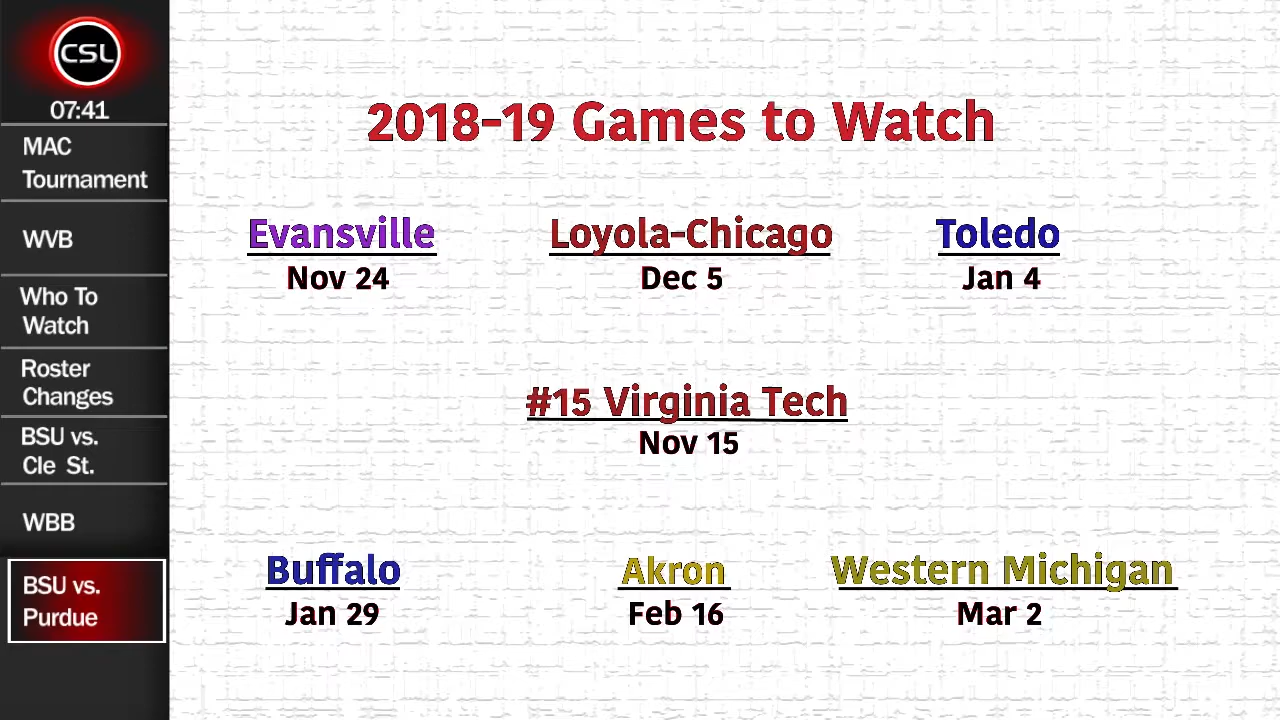 CSL
07:41
MAC
Tournament
WVB
Who To
Watch
Roster
Changes
BSU vs.
Cle St.
WBB
BSU vs.
Purdue
2018-19 Games to Watch
Evansville
Nov 24
Loyola-Chicago
Dec 5
Toledo
Jan 4
#15 Virginia Tech
Nov 15
Buffalo
Jan 29
Akron
Feb 16
Western Michigan
Mar 2